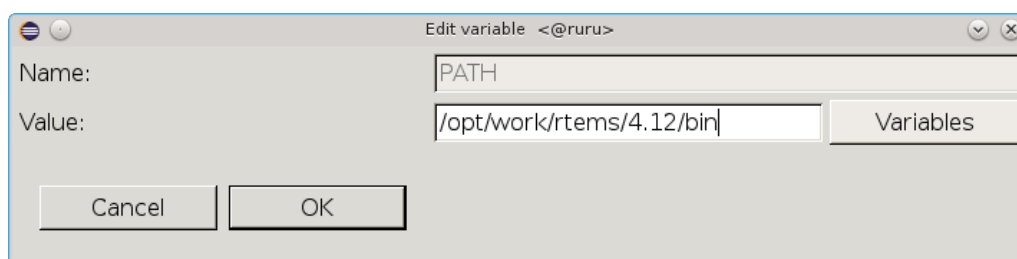 Edit variable <@ruru>
Name: PATH
Value: /opt/work/rtems/4.12/bin Variables
Cancel OK